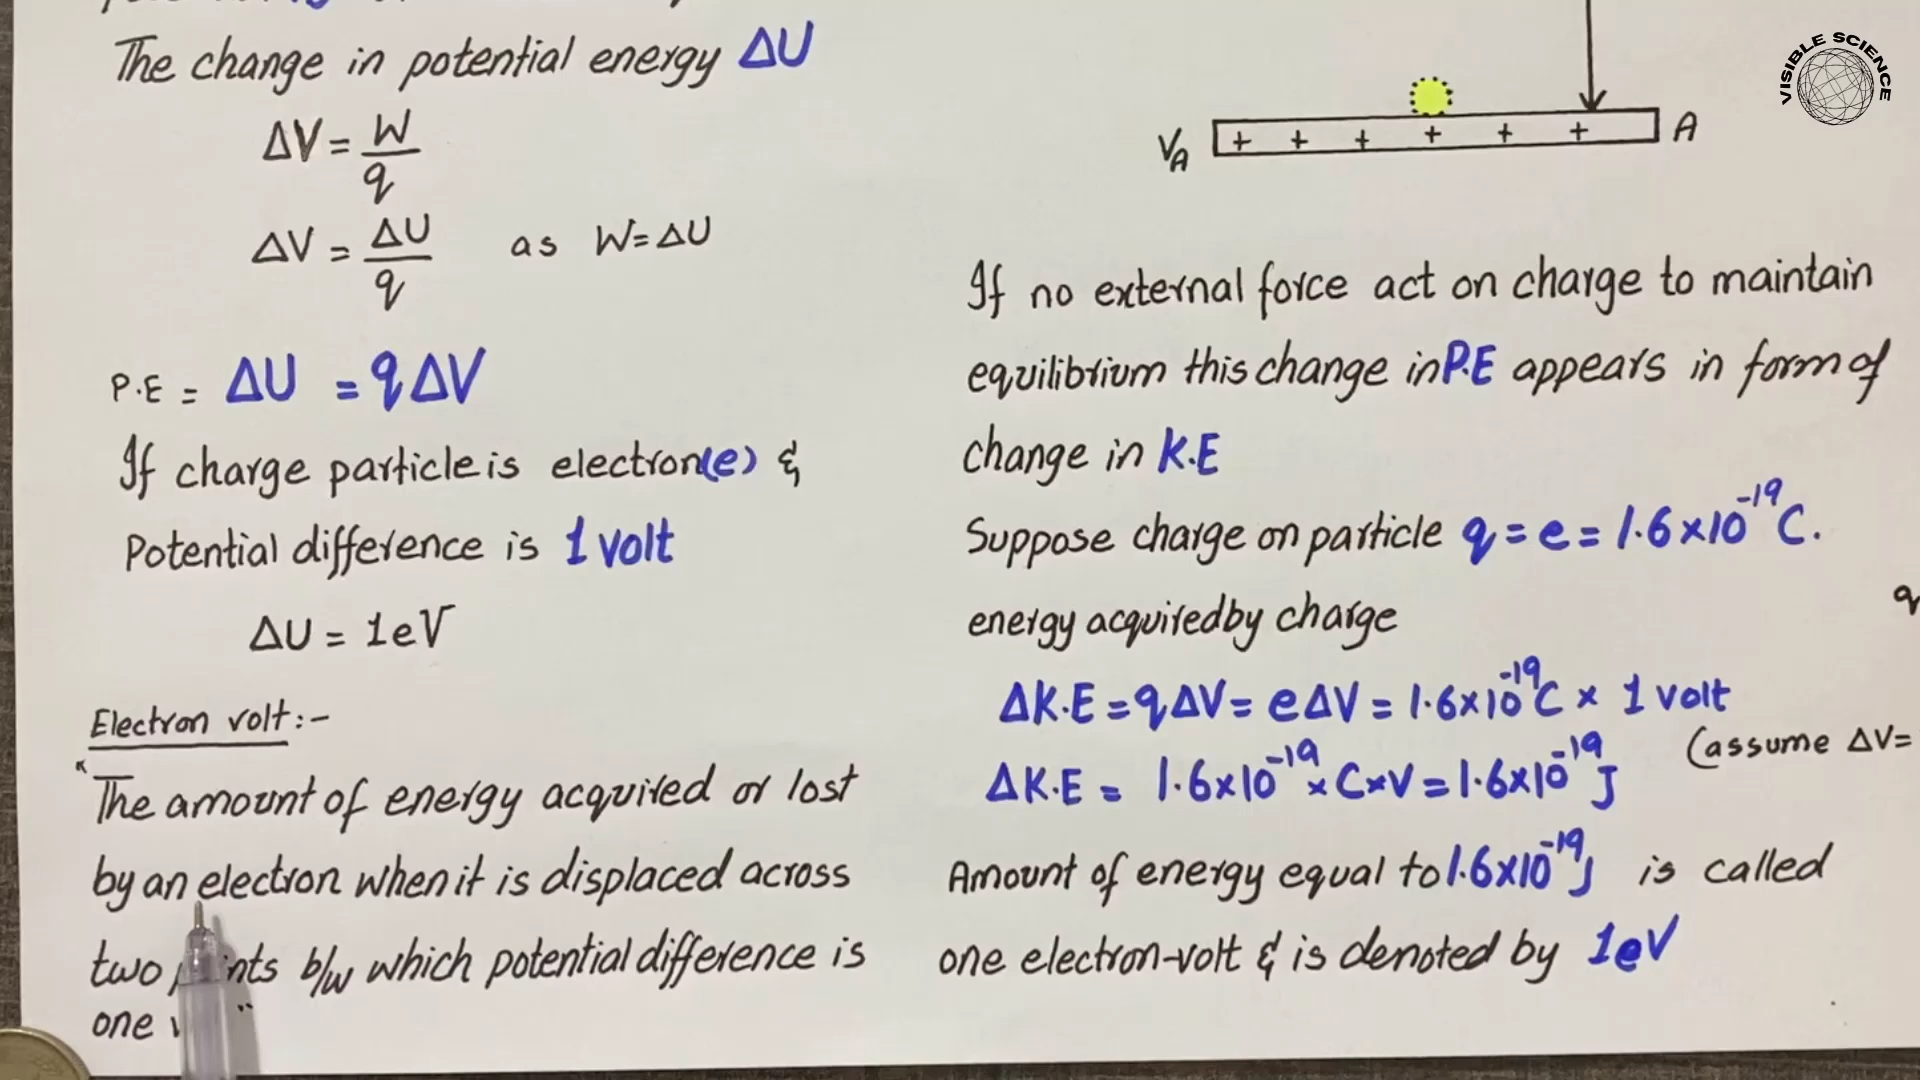 The change in potential energy ΔU
ΔV = W/q
ΔV = ΔU/q as W = ΔU
P.E = ΔU = qΔV
If charge particle is electron(e) &
Potential difference is 1 volt
ΔU = 1eV
Electron volt:-
"The amount of energy acquired or lost
by an electron when it is displaced across
two b/w which potential difference is
one "
VISIBLE SCIENCE
V_A + + + + + + A
If no external force act on charge to maintain
equilibrium this change in P.E appears in form of
change in K.E
Suppose charge on particle q = e = 1.6×10⁻¹⁹C.
energy acquired by charge
q
ΔK.E = qΔV = eΔV = 1.6×10⁻¹⁹C × 1 volt
(assume ΔV=
ΔK.E = 1.6×10⁻¹⁹ × C×V = 1.6×10⁻¹⁹J
Amount of energy equal to 1.6×10⁻¹⁹J is called
one electron-volt & is denoted by 1eV